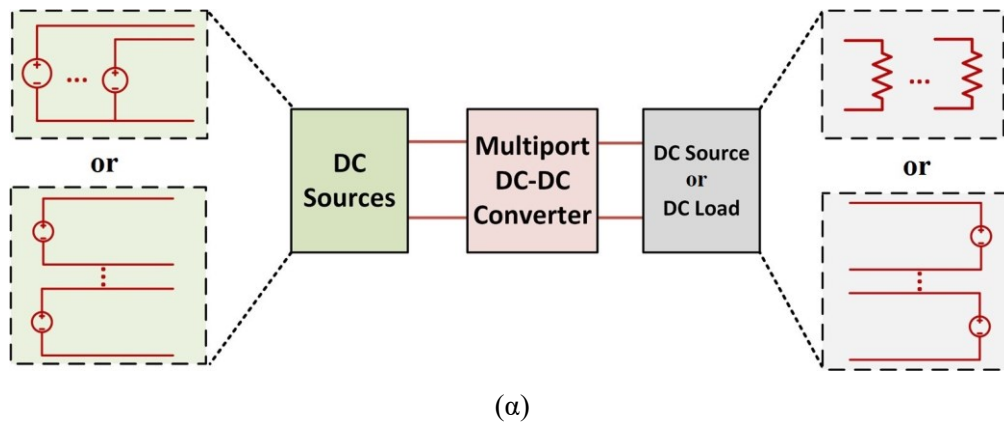 or
DC
Sources
Multiport
DC-DC
Converter
DC Source
or
DC Load
or
(α)